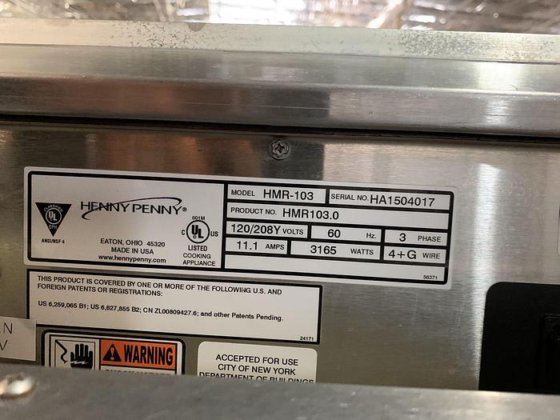 HENNY PENNY®
EATON, OHIO 45320
MADE IN USA
www.hennypenny.com
ANSI/NSF 4
601M
C UL US
LISTED
COOKING
APPLIANCE
MODEL HMR-103 SERIAL NO. HA1504017
PRODUCT NO. HMR103.0
120/208Y VOLTS 60 Hz. 3 PHASE
11.1 AMPS 3165 WATTS 4+G WIRE
56371
THIS PRODUCT IS COVERED BY ONE OR MORE OF THE FOLLOWING U.S. AND
FOREIGN PATENTS OR REGISTRATIONS:
US 6,259,065 B1; US 6,827,855 B2; CN ZL00809427.6; and other Patents Pending.
24171
WARNING
ACCEPTED FOR USE
CITY OF NEW YORK
DEPARTMENT OF BUILDINGS